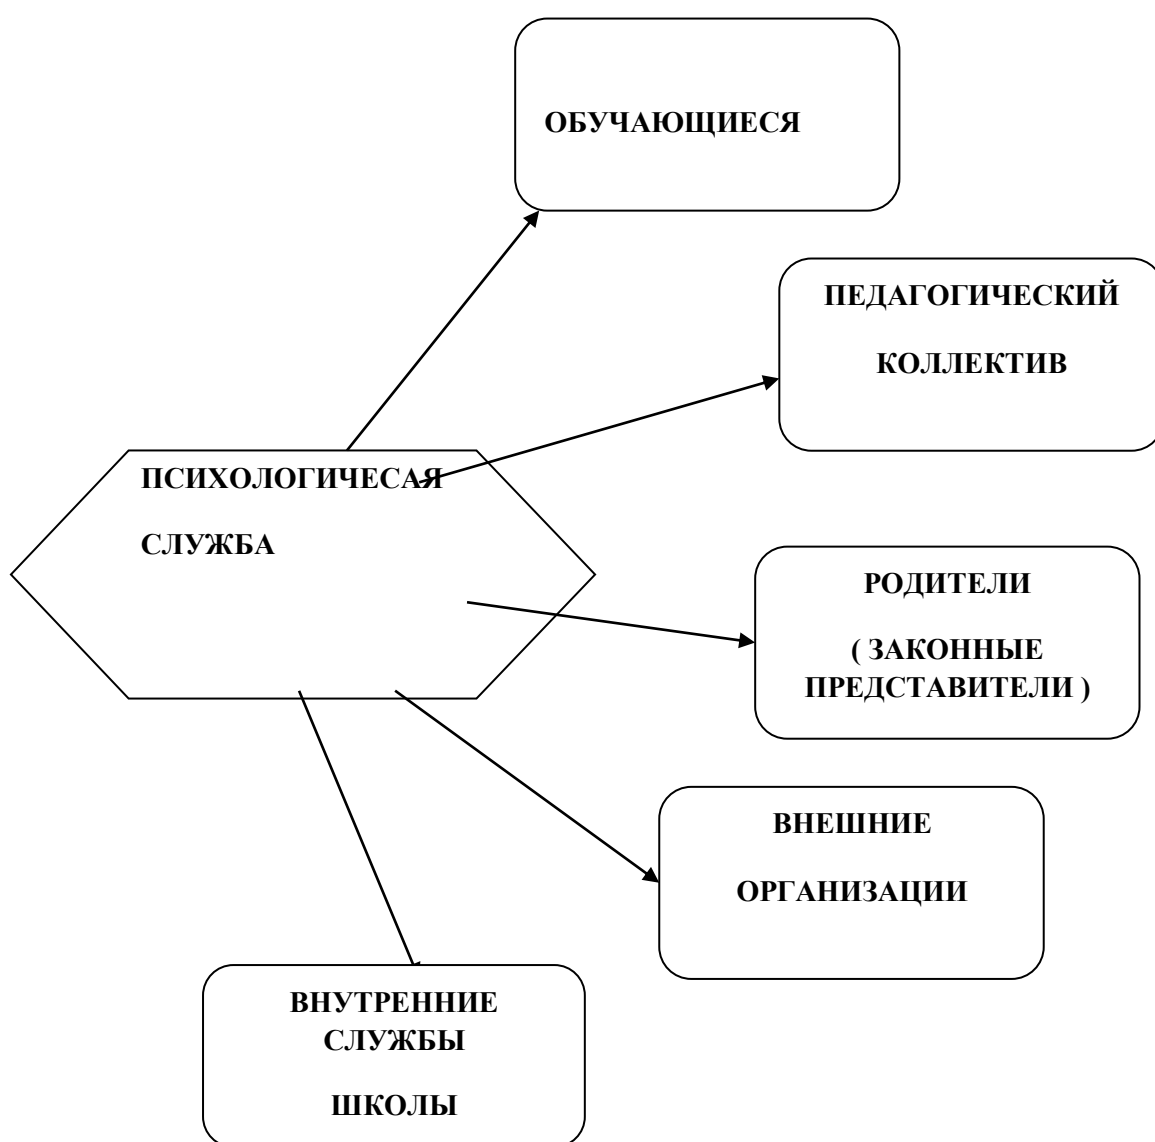 ОБУЧАЮЩИЕСЯ
ПЕДАГОГИЧЕСКИЙ
КОЛЛЕКТИВ
ПСИХОЛОГИЧЕСАЯ
СЛУЖБА
РОДИТЕЛИ
( ЗАКОННЫЕ
ПРЕДСТАВИТЕЛИ )
ВНЕШНИЕ
ОРГАНИЗАЦИИ
ВНУТРЕННИЕ
СЛУЖБЫ
ШКОЛЫ